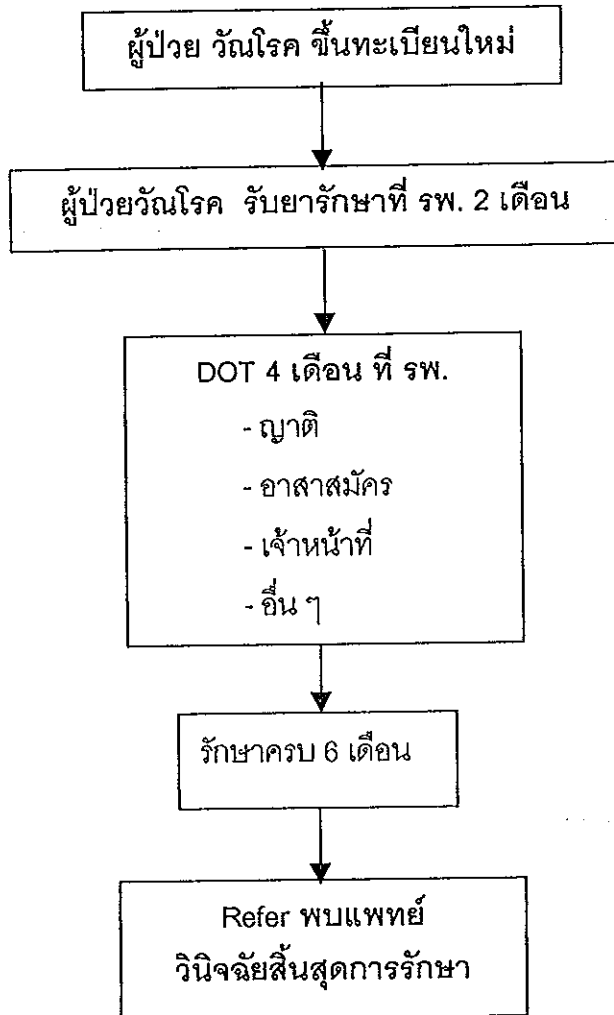 ผู้ป่วย วัณโรค ขึ้นทะเบียนใหม่
ผู้ป่วยวัณโรค รับยารักษาที่ รพ. 2 เดือน
DOT 4 เดือน ที่ รพ.
- ญาติ
- อาสาสมัคร
- เจ้าหน้าที่
- อื่น ๆ
รักษาครบ 6 เดือน
Refer พบแพทย์
วินิจฉัยสิ้นสุดการรักษา